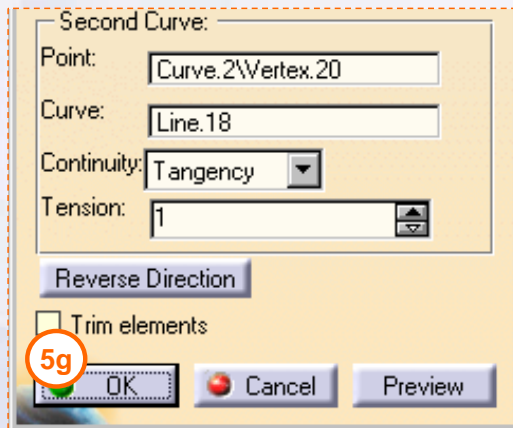 Second Curve:
Point: Curve.2\Vertex.20
Curve: Line.18
Continuity: Tangency
Tension: 1
Reverse Direction
Trim elements
5g
OK Cancel Preview